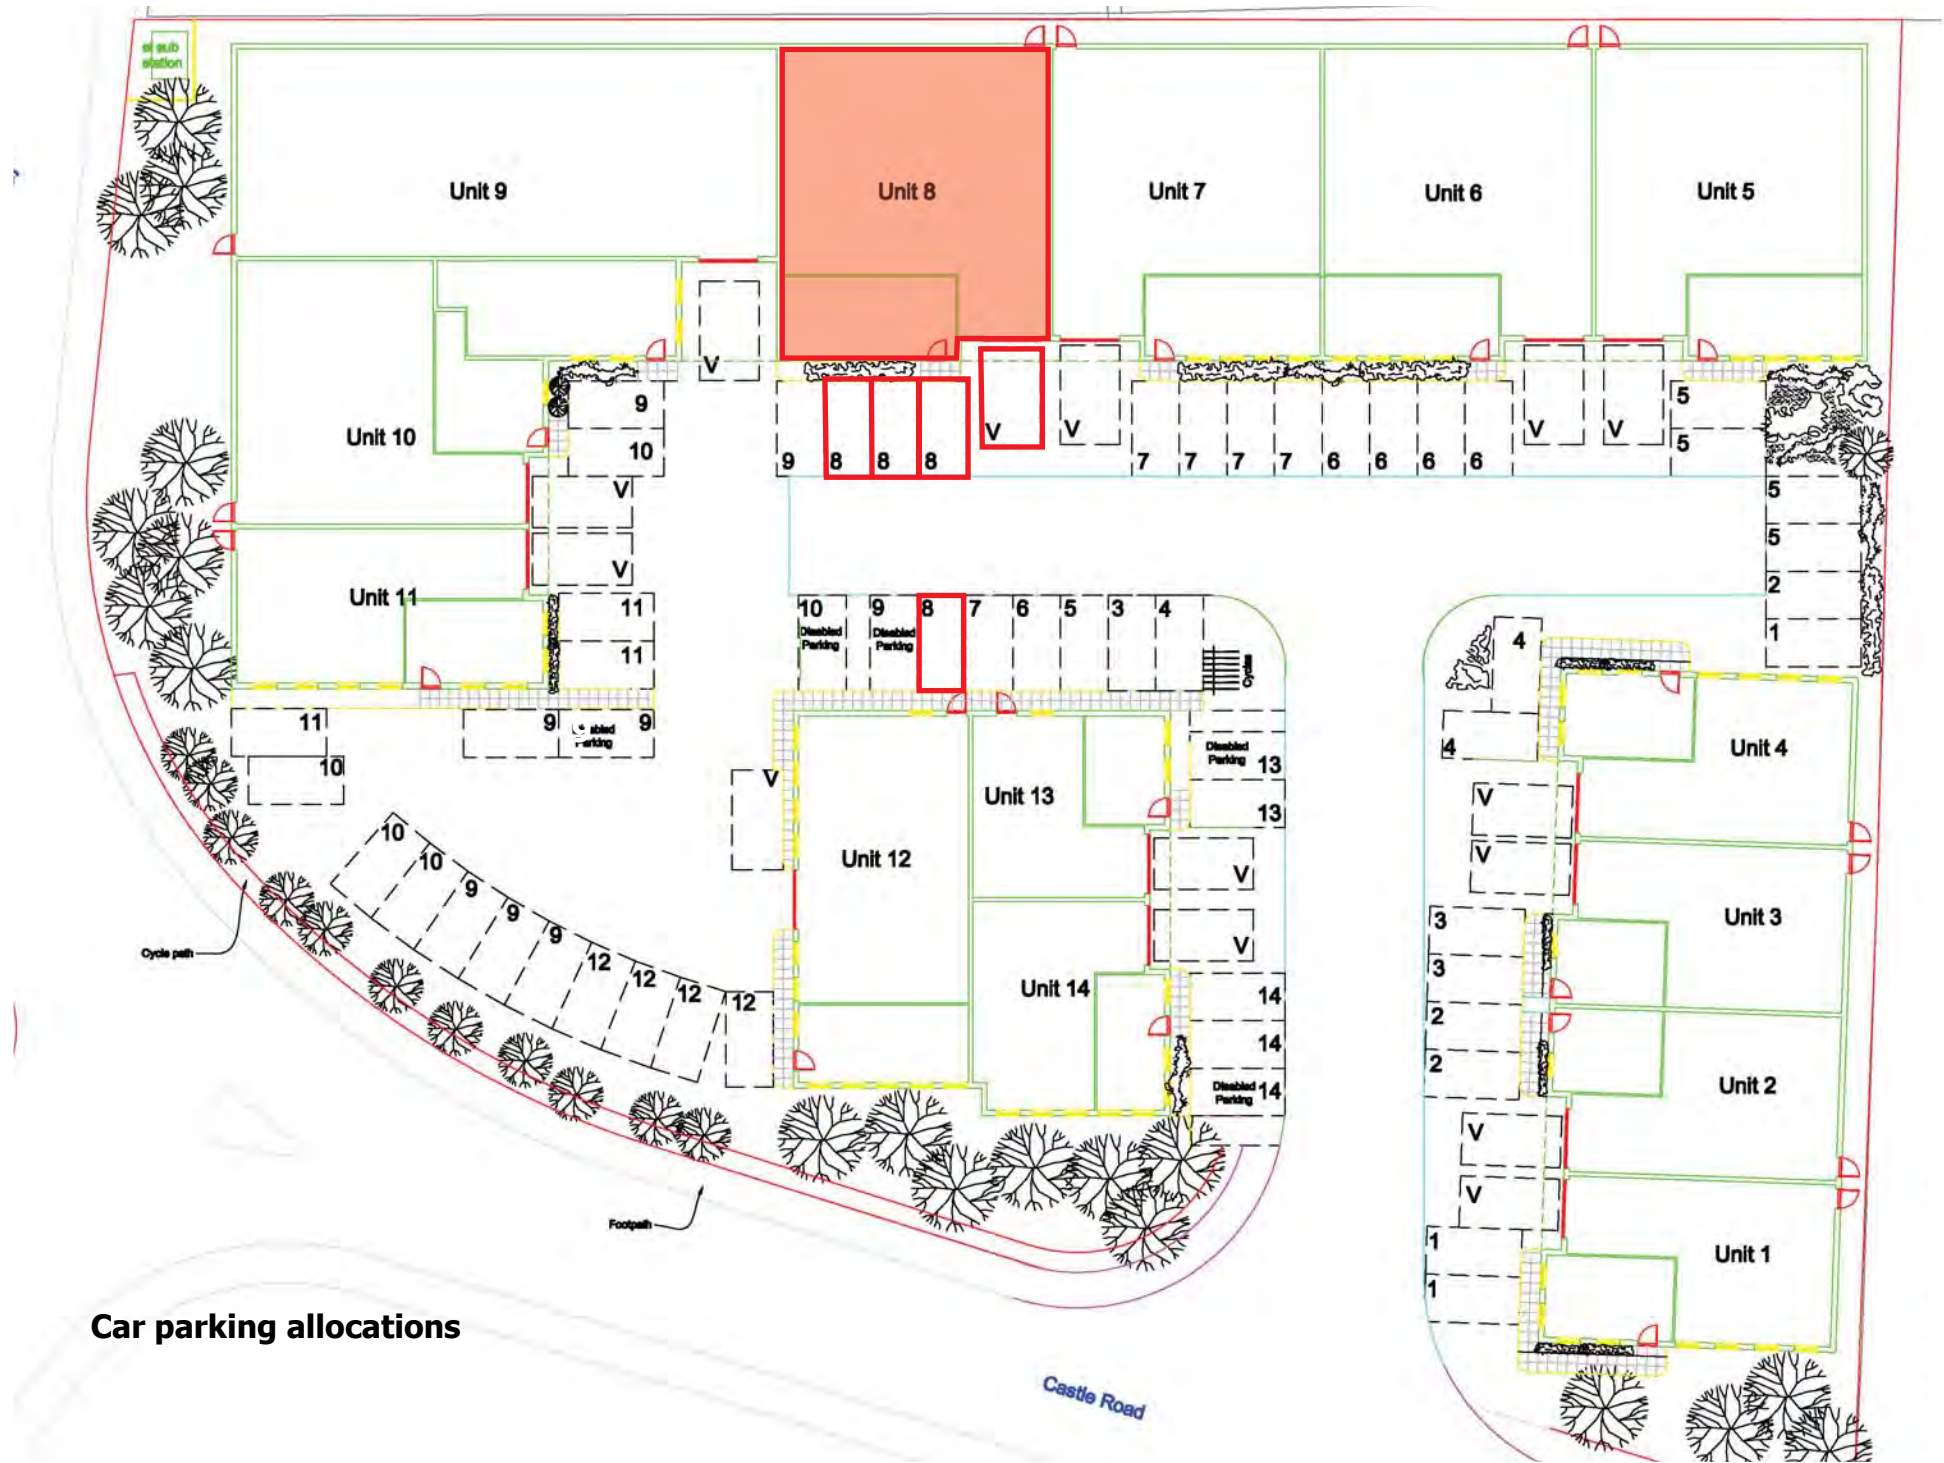 el sub
station
Unit 9
Unit 8
Unit 7
Unit 6
Unit 5
V
9
10
V
V
11
11
9
8
8
8
V
V
7
7
7
7
6
6
6
6
V
V
5
5
5
5
2
1
Unit 10
Unit 11
10
Disabled
Parking
9
Disabled
Parking
8
7
6
5
3
4
Cycles
11
10
9
9
Parking
V
Disabled
Parking
13
13
Unit 13
Unit 12
V
V
Unit 14
14
14
Disabled
Parking
14
10
10
9
9
9
12
12
12
12
Cycle path
Footpath
4
4
V
V
3
3
2
2
V
V
1
1
Unit 4
Unit 3
Unit 2
Unit 1
Car parking allocations
Castle Road